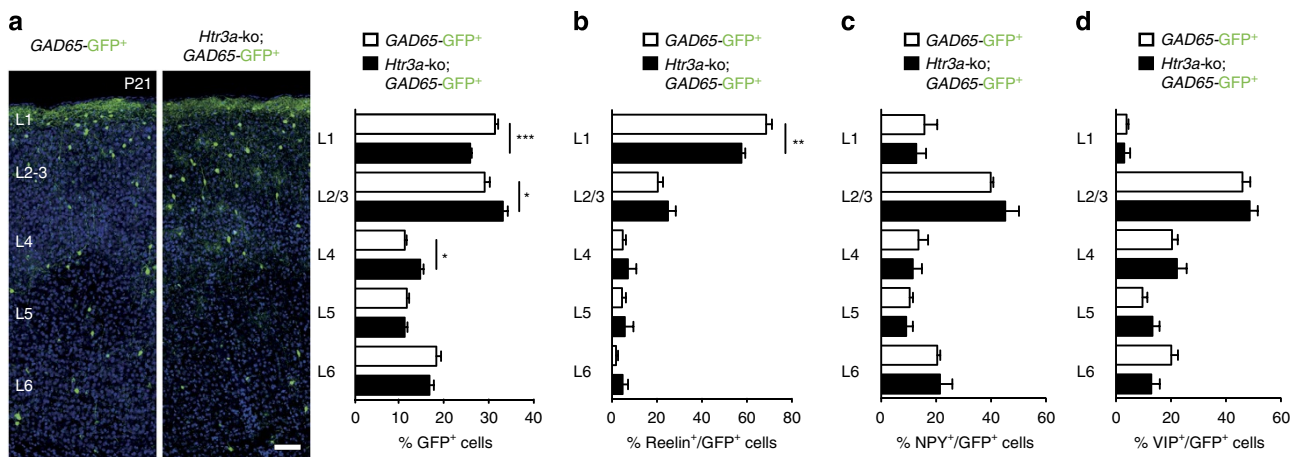 a
GAD65-GFP+
Htr3a-ko;
GAD65-GFP+
P21
L1
L2-3
L4
L5
L6
GAD65-GFP+
Htr3a-ko;
GAD65-GFP+
L1
L2/3
L4
L5
L6
***
*
*
0 10 20 30 40
% GFP+ cells
b
GAD65-GFP+
Htr3a-ko;
GAD65-GFP+
L1
L2/3
L4
L5
L6
**
0 20 40 60 80
% Reelin+/GFP+ cells
c
GAD65-GFP+
Htr3a-ko;
GAD65-GFP+
L1
L2/3
L4
L5
L6
0 20 40 60
% NPY+/GFP+ cells
d
GAD65-GFP+
Htr3a-ko;
GAD65-GFP+
L1
L2/3
L4
L5
L6
0 20 40 60
% VIP+/GFP+ cells